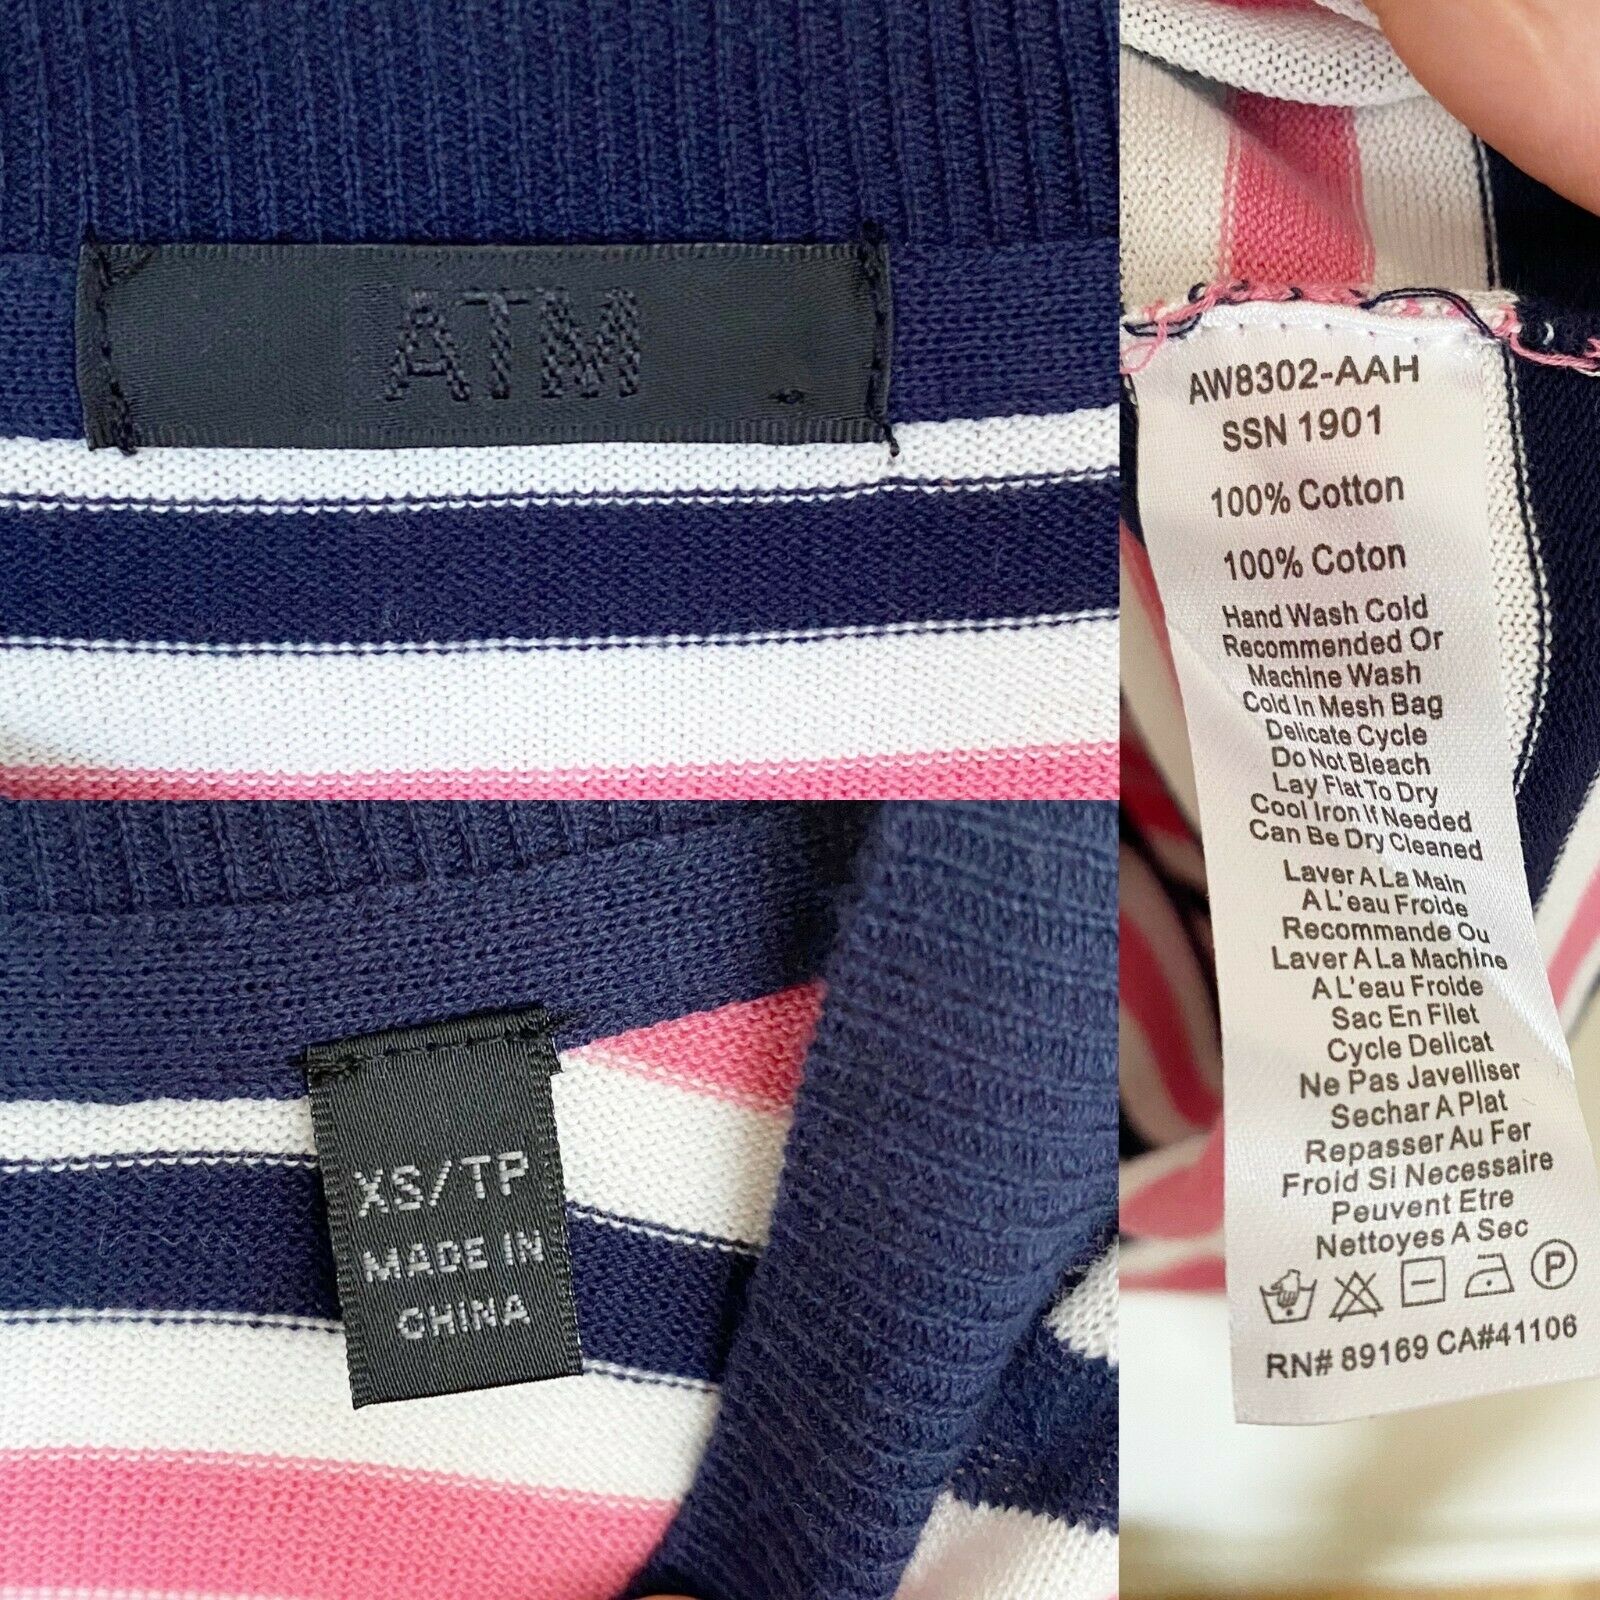 ATM
XS/TP
MADE IN
CHINA
AW8302-AAH
SSN 1901
100% Cotton
100% Coton
Hand Wash Cold
Recommended Or
Machine Wash
Cold In Mesh Bag
Delicate Cycle
Do Not Bleach
Lay Flat To Dry
Cool Iron If Needed
Can Be Dry Cleaned
Laver A La Main
A L'eau Froide
Recommande Ou
Laver A La Machine
A L'eau Froide
Sac En Filet
Cycle Delicat
Ne Pas Javelliser
Sechar A Plat
Repasser Au Fer
Froid Si Necessaire
Peuvent Etre
Nettoyes A Sec
P
RN# 89169 CA#41106